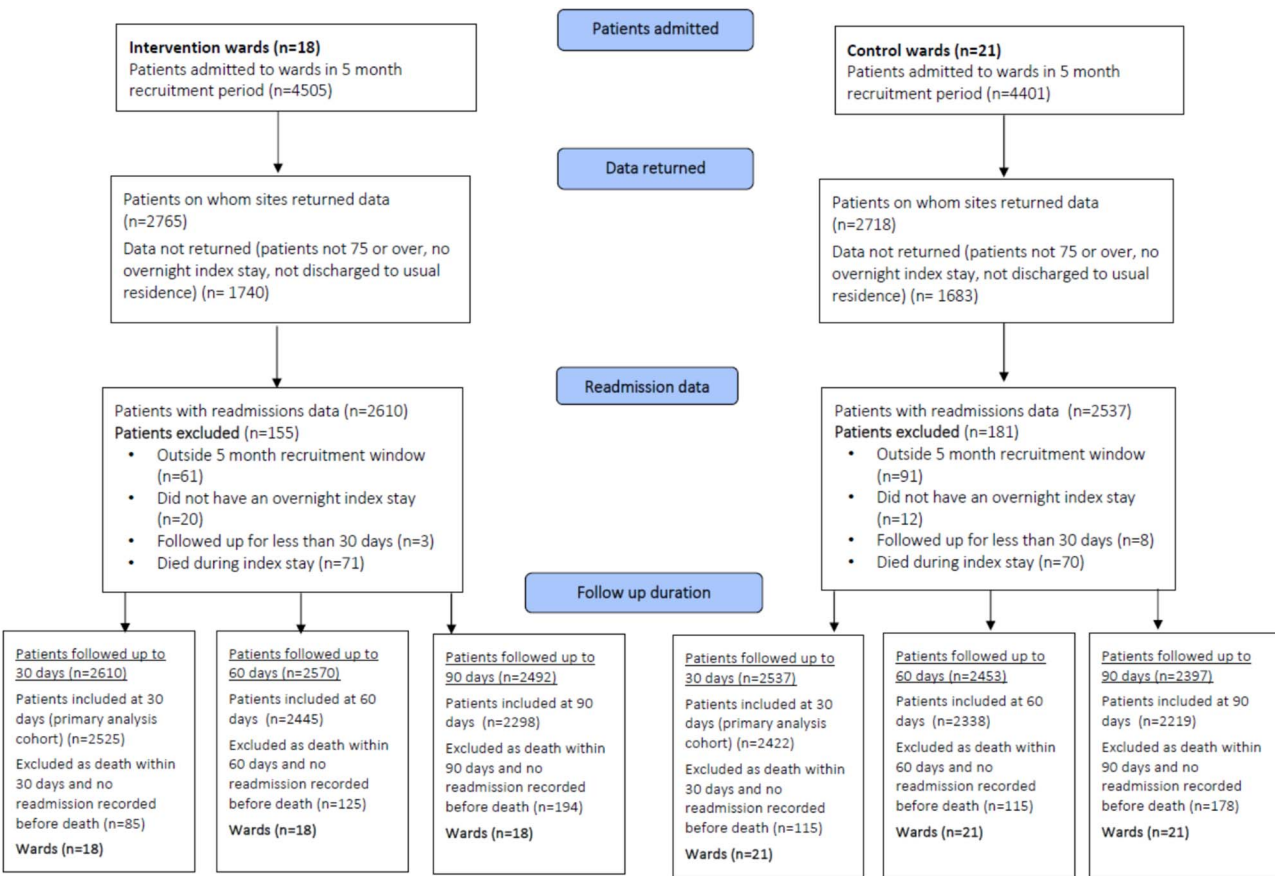 Patients admitted
Intervention wards (n=18)
Patients admitted to wards in 5 month
recruitment period (n=4505)
Control wards (n=21)
Patients admitted to wards in 5 month
recruitment period (n=4401)
Data returned
Patients on whom sites returned data
(n=2765)
Data not returned (patients not 75 or over, no
overnight index stay, not discharged to usual
residence) (n= 1740)
Patients on whom sites returned data
(n=2718)
Data not returned (patients not 75 or over, no
overnight index stay, not discharged to usual
residence) (n= 1683)
Readmission data
Patients with readmissions data (n=2610)
Patients excluded (n=155)
• Outside 5 month recruitment window
(n=61)
• Did not have an overnight index stay
(n=20)
• Followed up for less than 30 days (n=3)
• Died during index stay (n=71)
Patients with readmissions data (n=2537)
Patients excluded (n=181)
• Outside 5 month recruitment window
(n=91)
• Did not have an overnight index stay
(n=12)
• Followed up for less than 30 days (n=8)
• Died during index stay (n=70)
Follow up duration
Patients followed up to
30 days (n=2610)
Patients included at 30
days (primary analysis
cohort) (n=2525)
Excluded as death within
30 days and no
readmission recorded
before death (n=85)
Wards (n=18)
Patients followed up to
60 days (n=2570)
Patients included at 60
days (n=2445)
Excluded as death within
60 days and no
readmission recorded
before death (n=125)
Wards (n=18)
Patients followed up to
90 days (n=2492)
Patients included at 90
days (n=2298)
Excluded as death within
90 days and no
readmission recorded
before death (n=194)
Wards (n=18)
Patients followed up to
30 days (n=2537)
Patients included at 30
days (primary analysis
cohort) (n=2422)
Excluded as death within
30 days and no
readmission recorded
before death (n=115)
Wards (n=21)
Patients followed up to
60 days (n=2453)
Patients included at 60
days (n=2338)
Excluded as death within
60 days and no
readmission recorded
before death (n=115)
Wards (n=21)
Patients followed up to
90 days (n=2397)
Patients included at 90
days (n=2219)
Excluded as death within
90 days and no
readmission recorded
before death (n=178)
Wards (n=21)